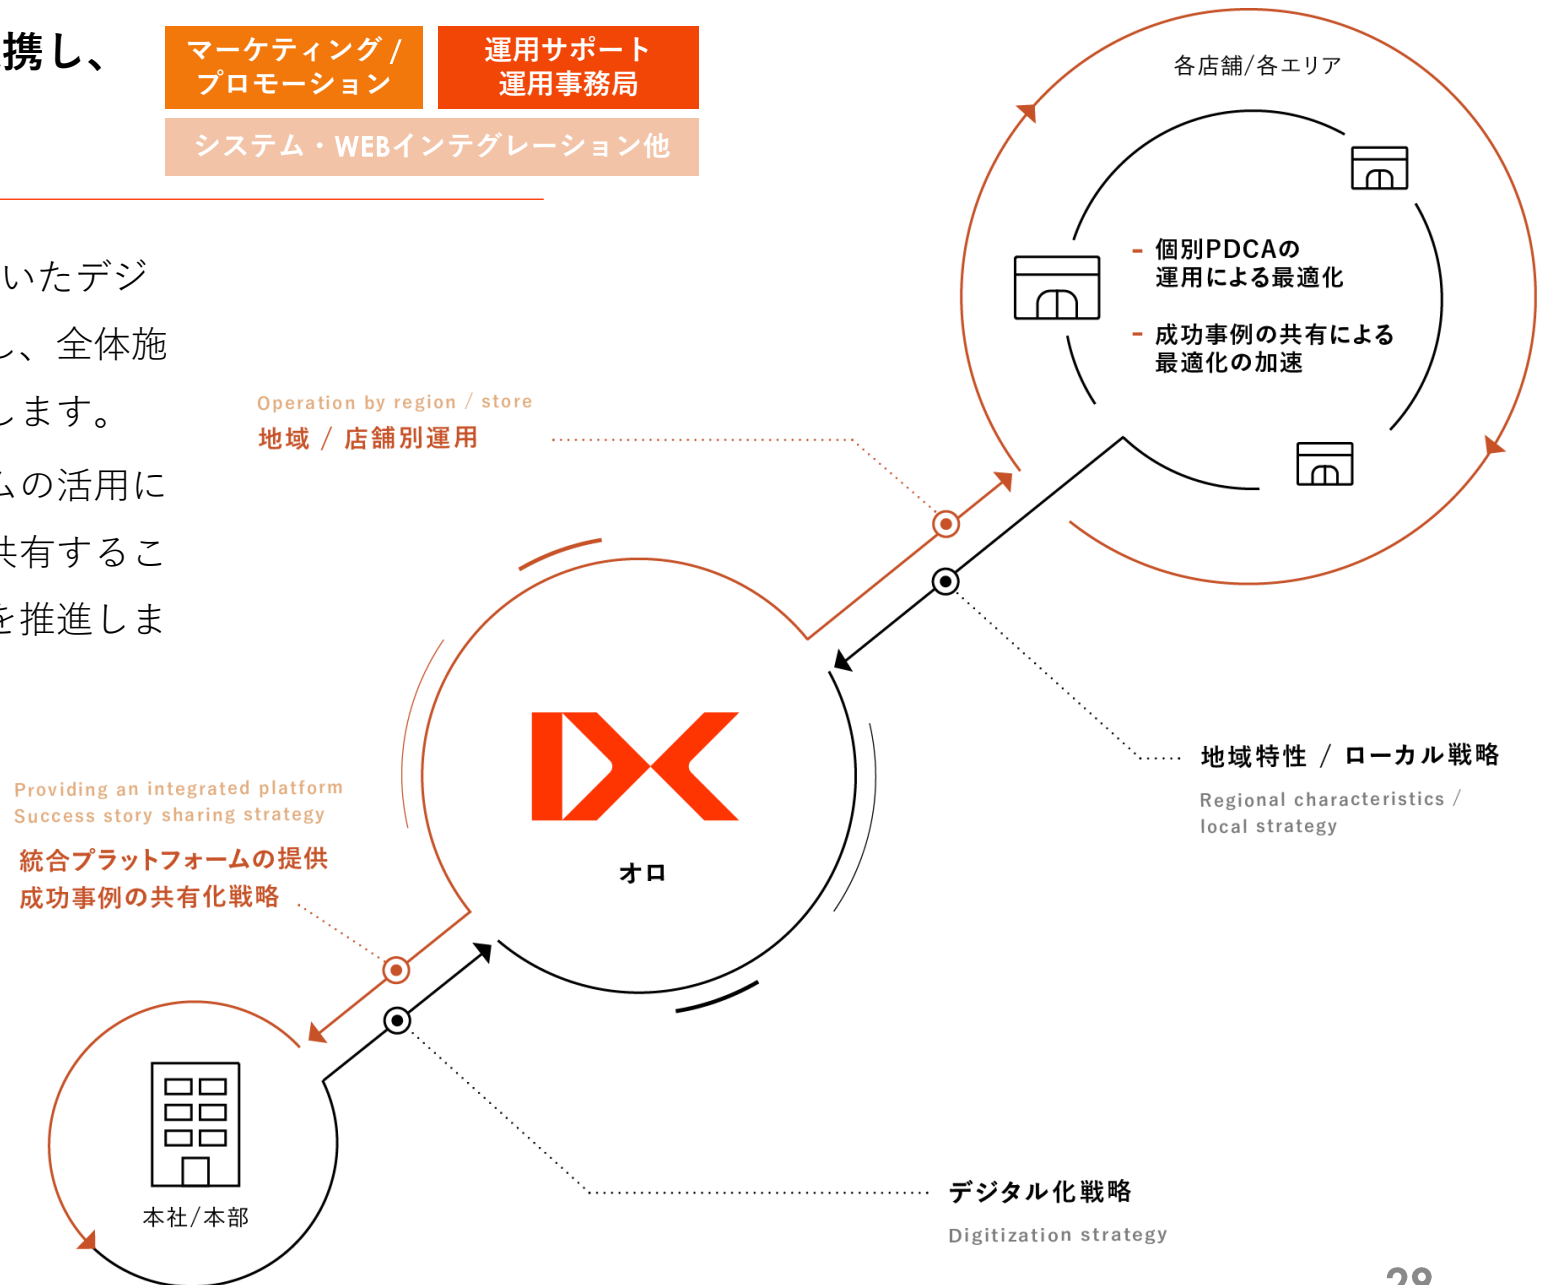 携し、
マーケティング /
プロモーション
運用サポート
運用事務局
システム・WEBインテグレーション他
いたデジ
し、全体施
します。
ムの活用に
共有するこ
を推進しま
各店舗/各エリア
- 個別PDCAの
運用による最適化
- 成功事例の共有による
最適化の加速
Operation by region / store
地域 / 店舗別運用
オロ
地域特性 / ローカル戦略
Regional characteristics /
local strategy
Providing an integrated platform
Success story sharing strategy
統合プラットフォームの提供
成功事例の共有化戦略
本社/本部
デジタル化戦略
Digitization strategy